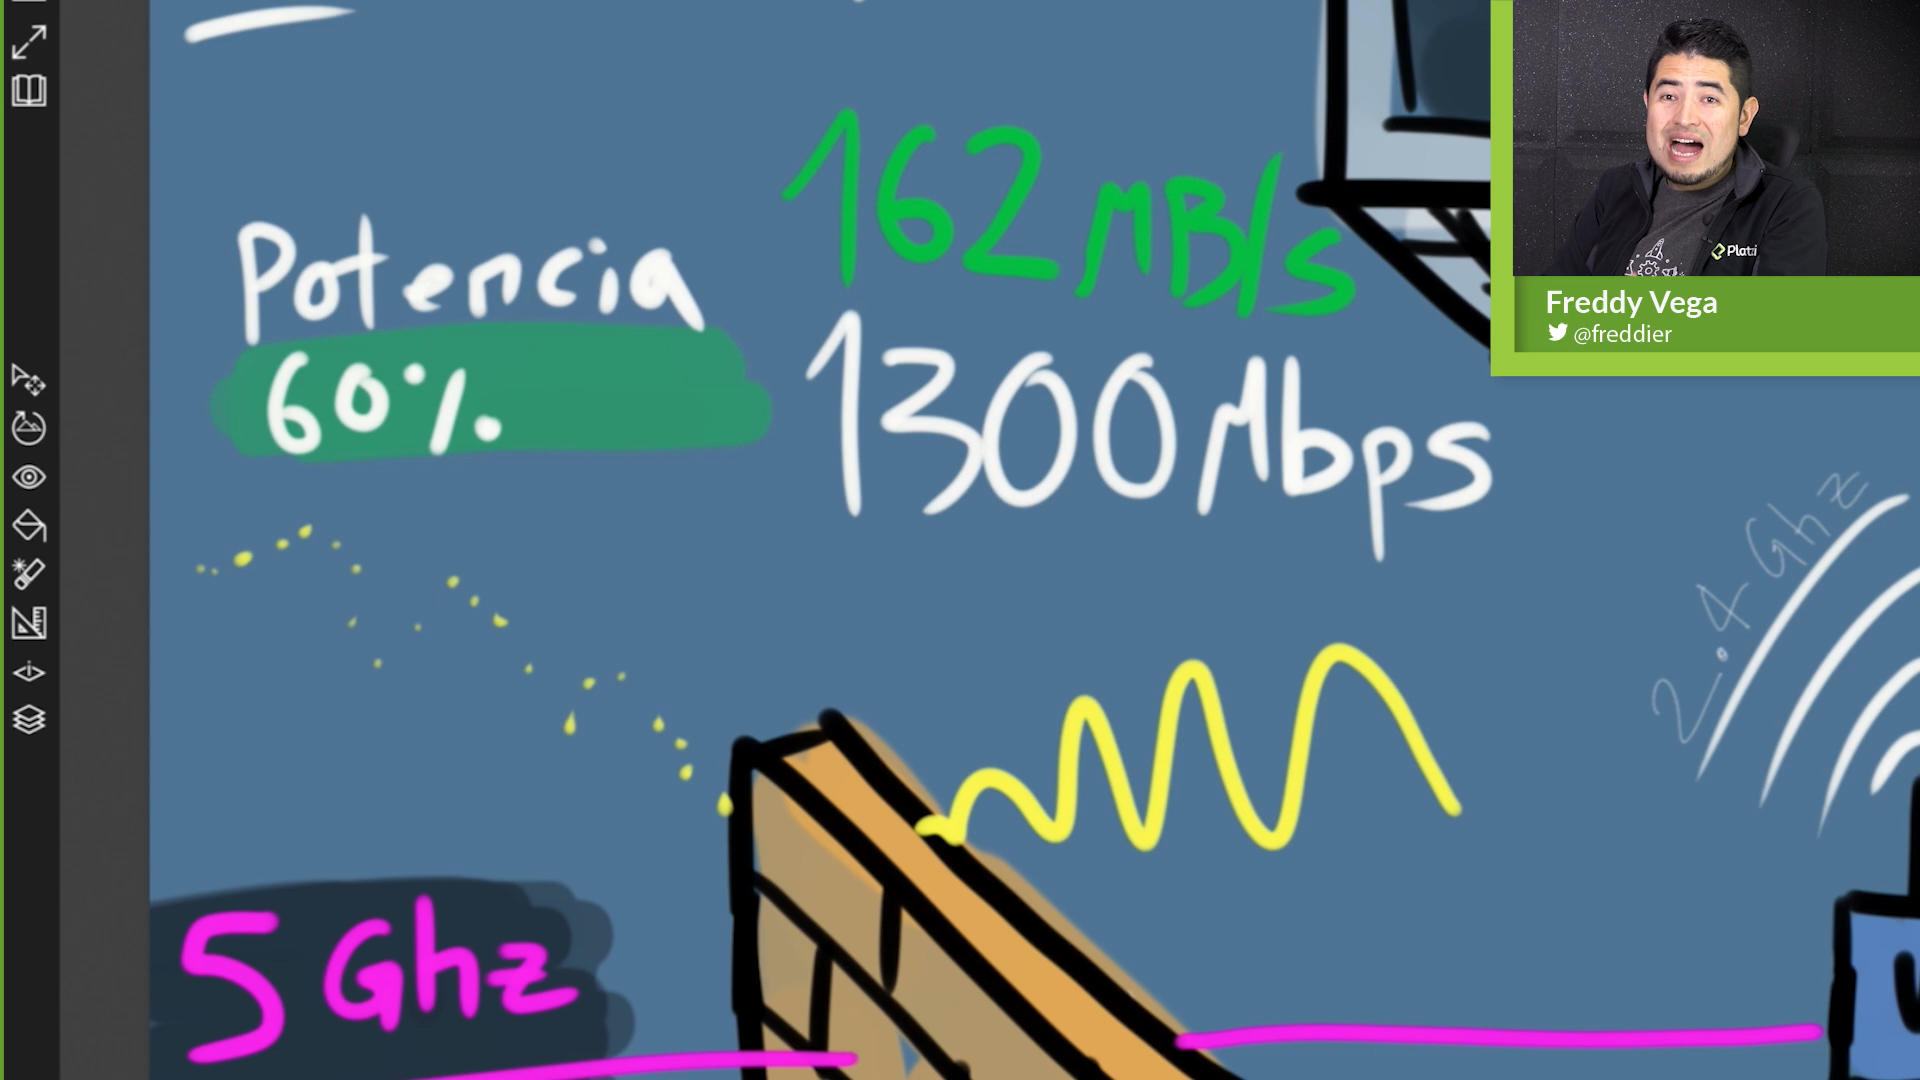 162 MB/s
Potencia
60%
1300 Mbps
2.4 Ghz
5 Ghz
Platzi
Freddy Vega
@freddier